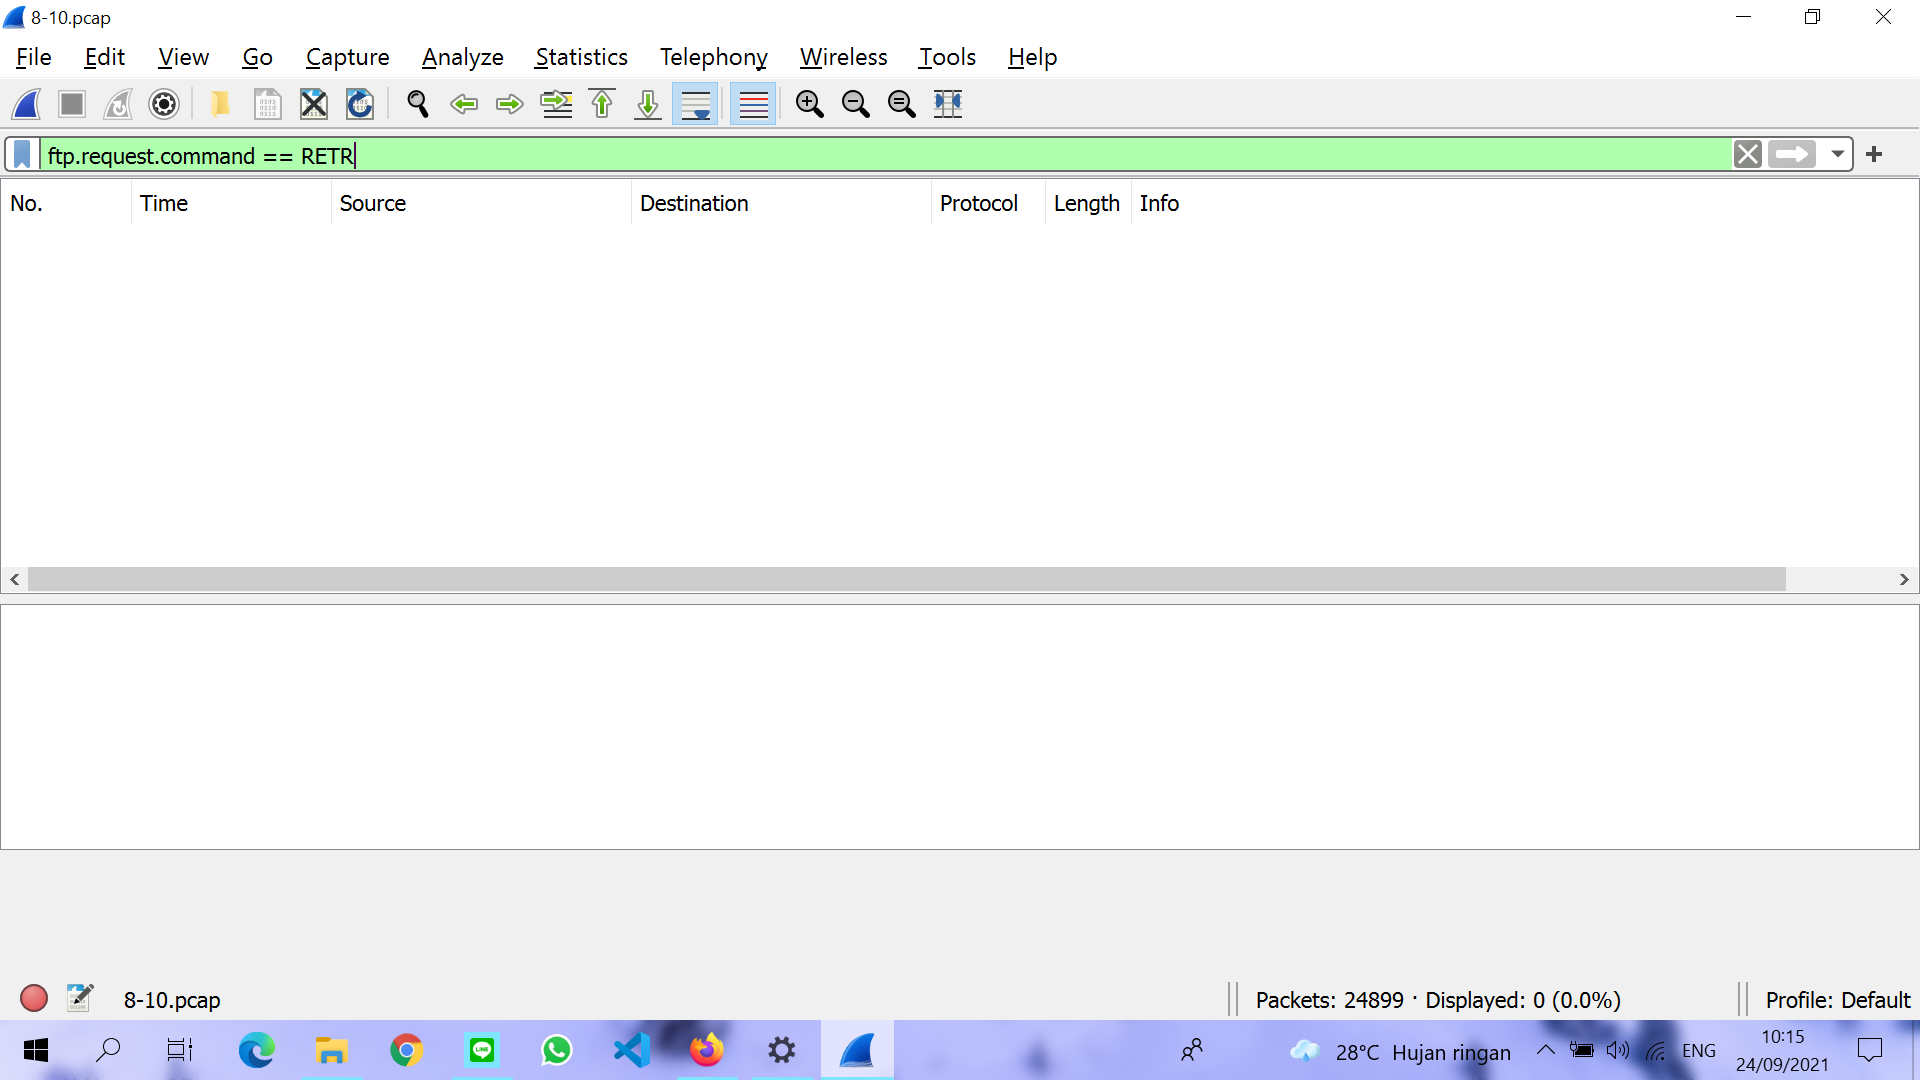 8-10.pcap
File Edit View Go Capture Analyze Statistics Telephony Wireless Tools Help
ftp.request.command == RETR
No. Time Source Destination Protocol Length Info
8-10.pcap Packets: 24899 · Displayed: 0 (0.0%) Profile: Default
28°C Hujan ringan ENG 10:15
24/09/2021